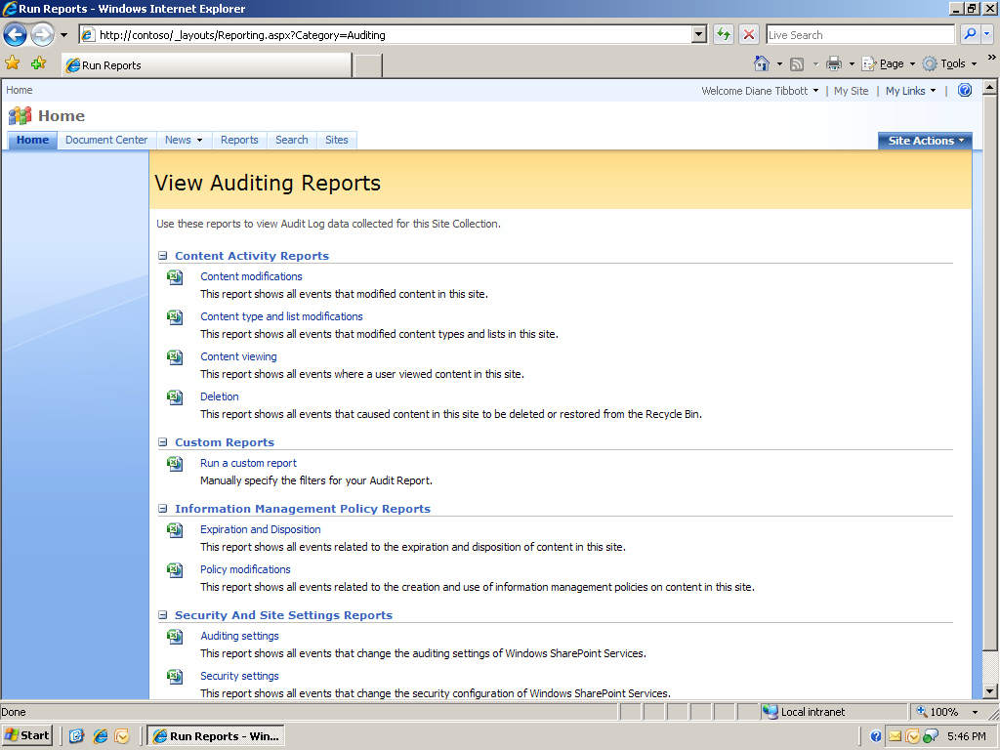 Run Reports - Windows Internet Explorer
http://contoso/_layouts/Reporting.aspx?Category=Auditing
Live Search
Run Reports
Page
Tools
Home
Welcome Diane Tibbott | My Site | My Links |
Home
Home
Document Center
News
Reports
Search
Sites
Site Actions
View Auditing Reports
Use these reports to view Audit Log data collected for this Site Collection.
Content Activity Reports
Content modifications
This report shows all events that modified content in this site.
Content type and list modifications
This report shows all events that modified content types and lists in this site.
Content viewing
This report shows all events where a user viewed content in this site.
Deletion
This report shows all events that caused content in this site to be deleted or restored from the Recycle Bin.
Custom Reports
Run a custom report
Manually specify the filters for your Audit Report.
Information Management Policy Reports
Expiration and Disposition
This report shows all events related to the expiration and disposition of content in this site.
Policy modifications
This report shows all events related to the creation and use of information management policies on content in this site.
Security And Site Settings Reports
Auditing settings
This report shows all events that change the auditing settings of Windows SharePoint Services.
Security settings
This report shows all events that change the security configuration of Windows SharePoint Services.
Done
Local intranet
100%
Start
Run Reports - Win...
5:46 PM